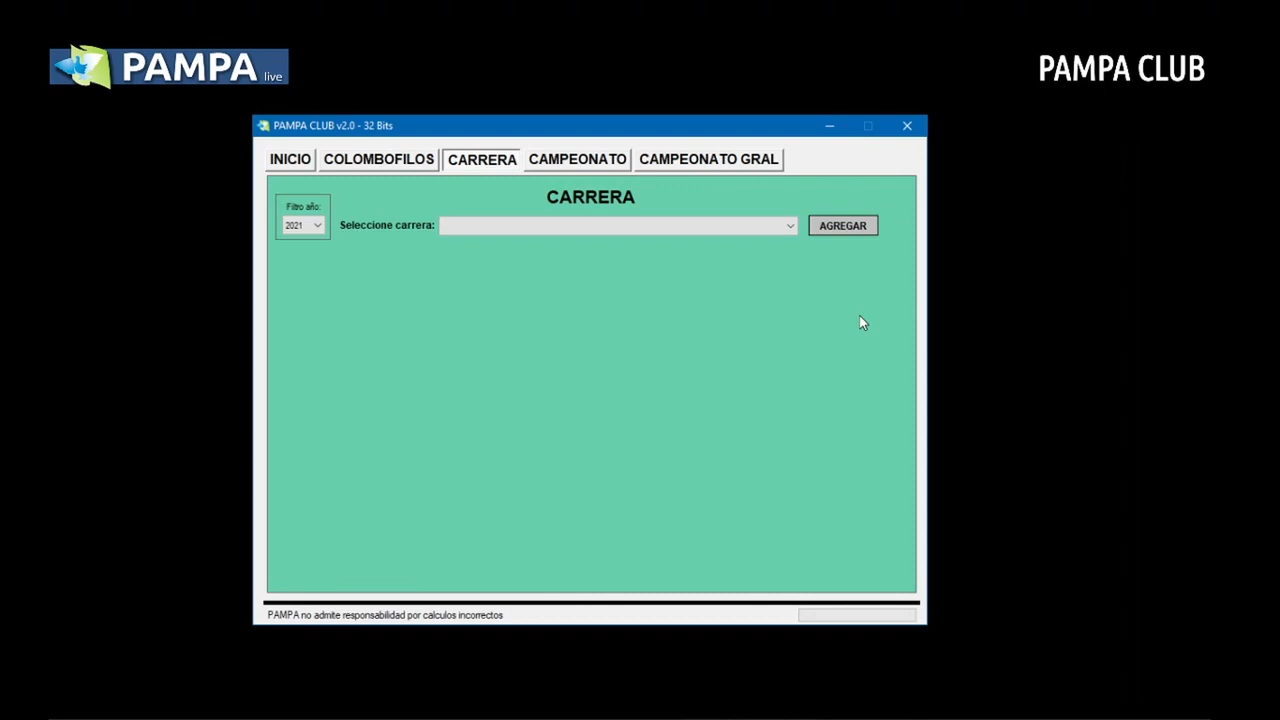 PAMPA live
PAMPA CLUB
PAMPA CLUB v2.0 - 32 Bits
INICIO COLOMBOFILOS CARRERA CAMPEONATO CAMPEONATO GRAL
CARRERA
Filtro año:
2021
Seleccione carrera:
AGREGAR
PAMPA no admite responsabilidad por calculos incorrectos